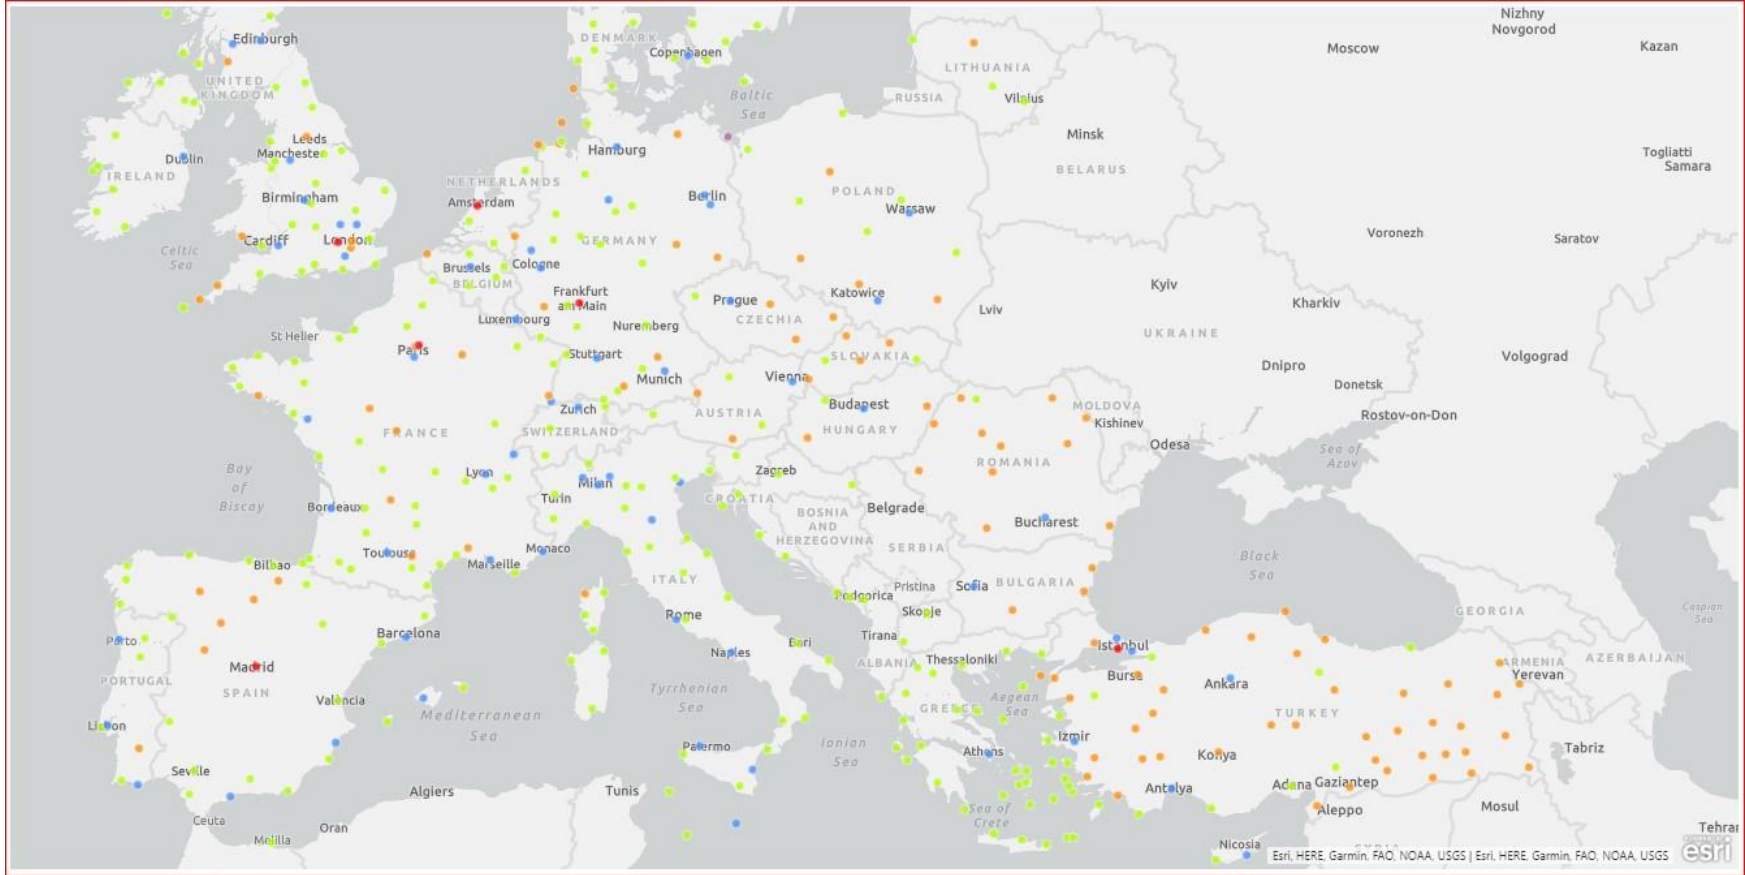 Nizhny
Novgorod
Moscow
Kazan
Edinburgh
DENMARK
Copenhagen
LITHUANIA
UNITED
KINGDOM
Baltic
Sea
RUSSIA
Vilnius
Minsk
Leeds
Manchester
Dublin
Hamburg
Togliatti
Samara
IRELAND
NETHERLANDS
BELARUS
Birmingham
Amsterdam
Berlin
POLAND
Warsaw
Celtic
Sea
Cardiff
London
GERMANY
Voronezh
Saratov
Brussels
Cologne
BELGIUM
Frankfurt
am Main
Prague
Katowice
Kyiv
Kharkiv
Lviv
Luxembourg
Nuremberg
CZECHIA
UKRAINE
St Helier
Paris
Stuttgart
SLOVAKIA
Volgograd
Munich
Vienna
Dnipro
Donetsk
Zurich
AUSTRIA
Budapest
MOLDOVA
Kishinev
Rostov-on-Don
FRANCE
SWITZERLAND
HUNGARY
Odesa
Sea of
Azov
Bay
of
Biscay
Lyon
Milan
Zagreb
ROMANIA
Turin
CROATIA
Bordeaux
BOSNIA
AND
HERZEGOVINA
Belgrade
Bucharest
Toulouse
Monaco
Marseille
SERBIA
Black
Sea
Bilbao
ITALY
Pristina
Sofia
BULGARIA
Podgorica
Skopje
GEORGIA
Caspian
Sea
Porto
Barcelona
Rome
Bari
Tirana
Istanbul
Madrid
Naples
ALBANIA
Thessaloniki
ARMENIA
AZERBAIJAN
Yerevan
PORTUGAL
SPAIN
Valencia
Tyrrhenian
Sea
Bursa
Ankara
Aegean
Sea
Mediterranean
Sea
GREECE
TURKEY
Lisbon
Palermo
Ionian
Sea
Athens
Izmir
Konya
Tabriz
Seville
Algiers
Tunis
Antalya
Adana
Gaziantep
Sea of
Crete
Aleppo
Mosul
Ceuta
Oran
Melilla
Tehran
Nicosia
SYRIA
Esri, HERE, Garmin, FAO, NOAA, USGS | Esri, HERE, Garmin, FAO, NOAA, USGS
esri